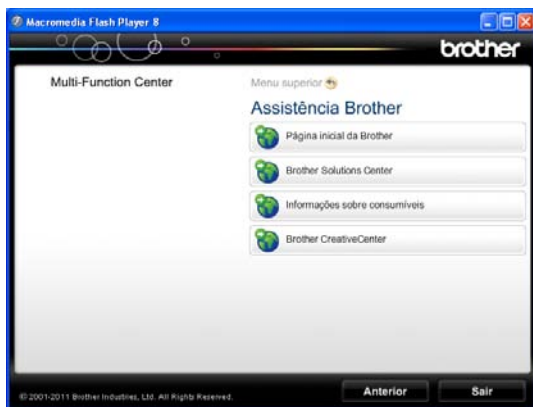 Macromedia Flash Player 8
brother
Multi-Function Center
Menu superior
Assistência Brother
Página inicial da Brother
Brother Solutions Center
Informações sobre consumíveis
Brother CreativeCenter
© 2001-2011 Brother Industries, Ltd. All Rights Reserved.
Anterior
Sair